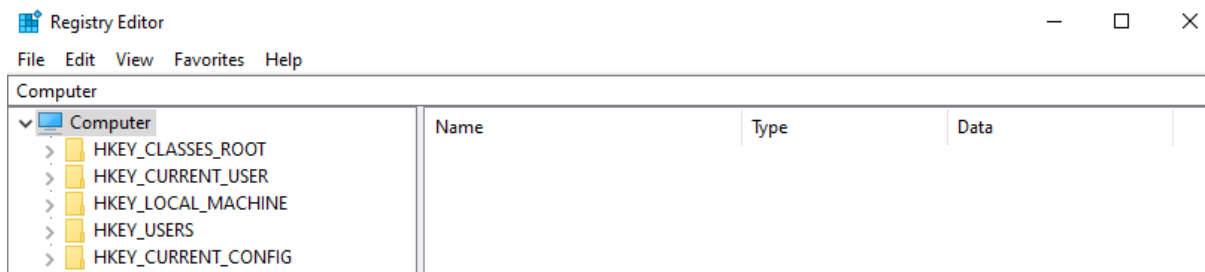 Registry Editor
File Edit View Favorites Help
Computer
Computer
Name Type Data
HKEY_CLASSES_ROOT
HKEY_CURRENT_USER
HKEY_LOCAL_MACHINE
HKEY_USERS
HKEY_CURRENT_CONFIG